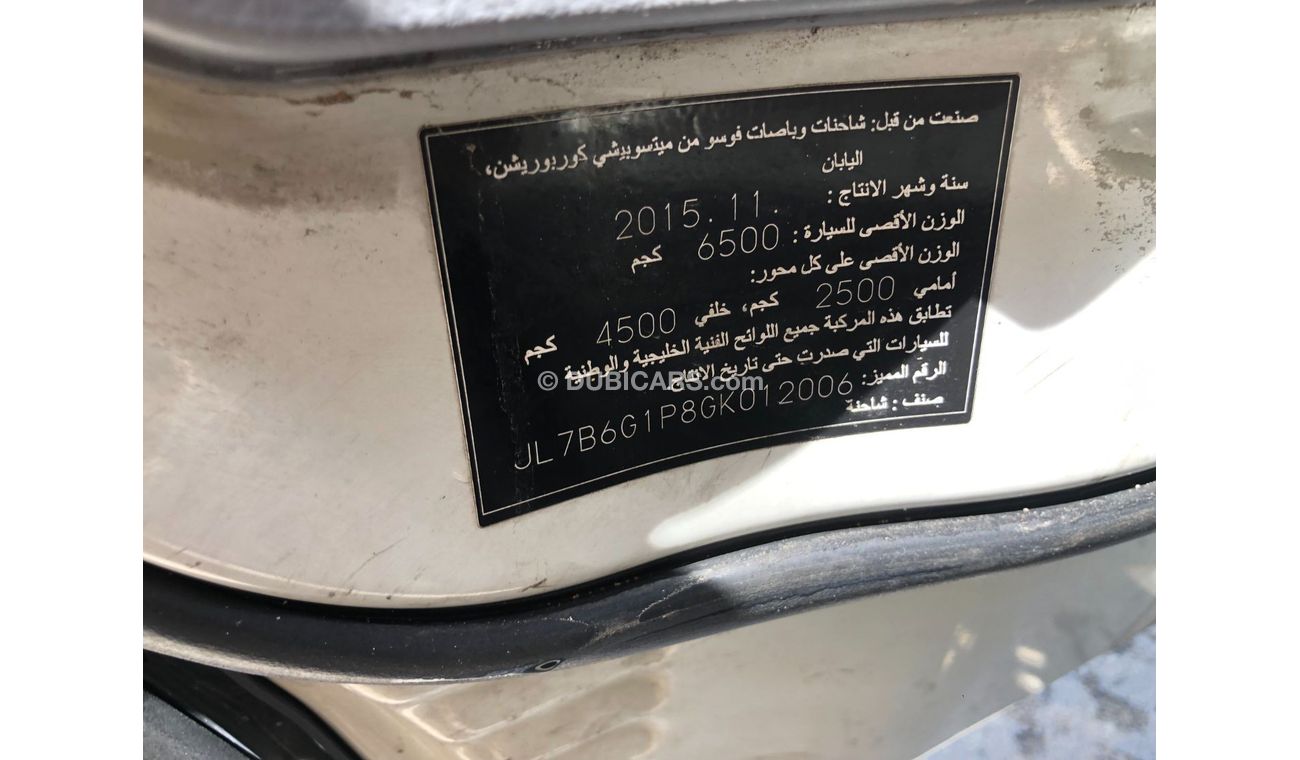 صنعت من قبل: شاحنات وباصات فوسو من ميتسوبيشي كوربوريشن،
اليابان
سنة وشهر الانتاج : 2015.11.
الوزن الأقصى للسيارة : 6500 كجم
الوزن الأقصى على كل محور:
أمامي 2500 كجم، خلفي 4500 كجم
تطابق هذه المركبة جميع اللوائح الفنية الخليجية والوطنية
للسيارات التي صدرت حتى تاريخ الانتاج
© DUBICARS.com
الرقم المميز: JL7B6G1P8GK012006
صنف : شاحنة